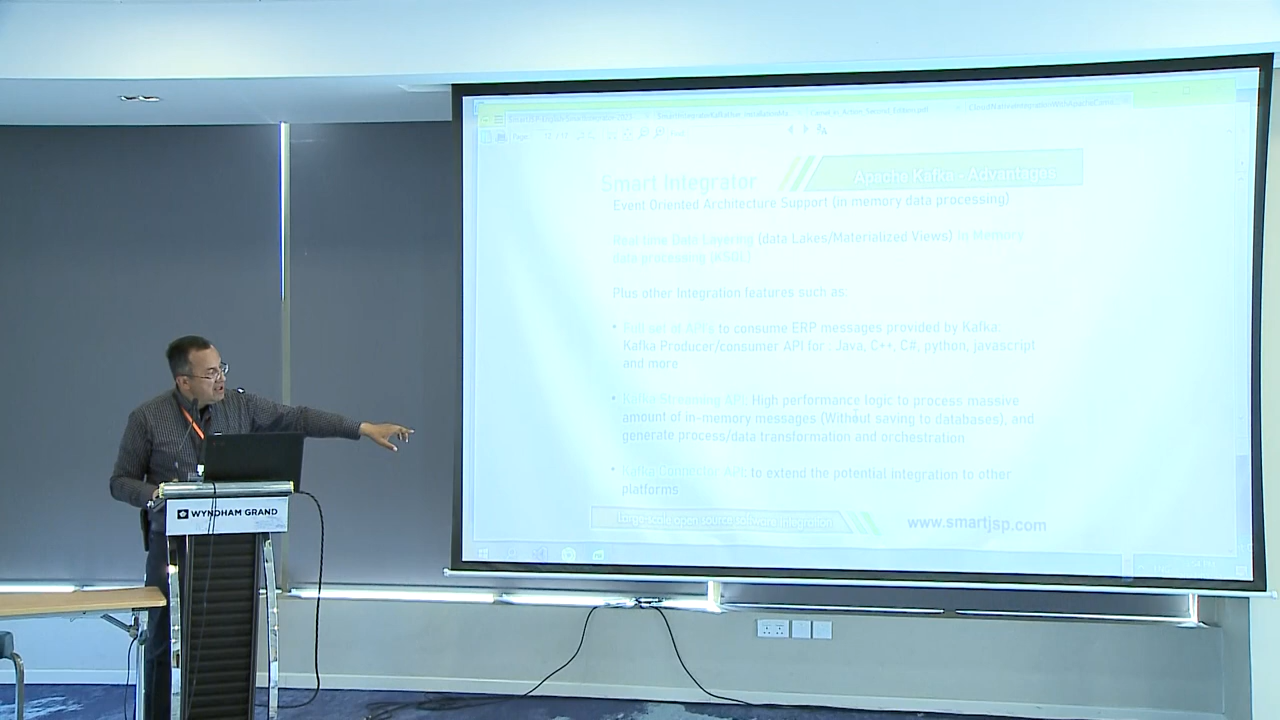 Smart Integrator
Apache Kafka - Advantages
Event Oriented Architecture Support (in memory data processing)
Real time Data Layering (data Lakes/Materialized Views) in Memory
data processing (KSQL)
Plus other Integration features such as:
• Full set of APIs to consume ERP messages provided by Kafka:
Kafka Producer/consumer API for : Java, C++, C#, python, javascript
and more
• Kafka Streaming API: High performance logic to process massive
amount of in-memory messages (Without saving to databases), and
generate process/data transformation and orchestration
• Kafka Connector API: to extend the potential integration to other
platforms
Large scale open source software integration
www.smartjsp.com
WYNDHAM GRAND